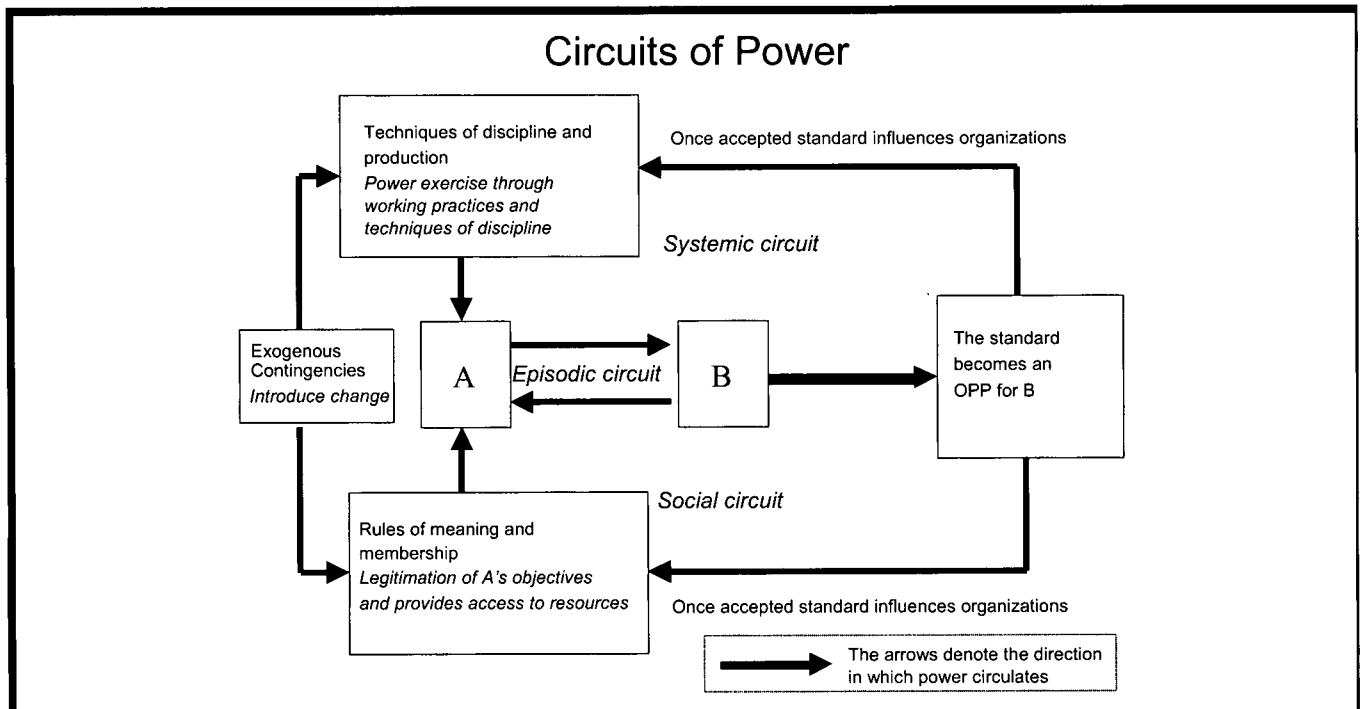 Circuits of Power
Techniques of discipline and
production
Power exercise through
working practices and
techniques of discipline
Once accepted standard influences organizations
Systemic circuit
Exogenous
Contingencies
Introduce change
A
Episodic circuit
B
The standard
becomes an
OPP for B
Social circuit
Rules of meaning and
membership
Legitimation of A's objectives
and provides access to resources
Once accepted standard influences organizations
The arrows denote the direction
in which power circulates